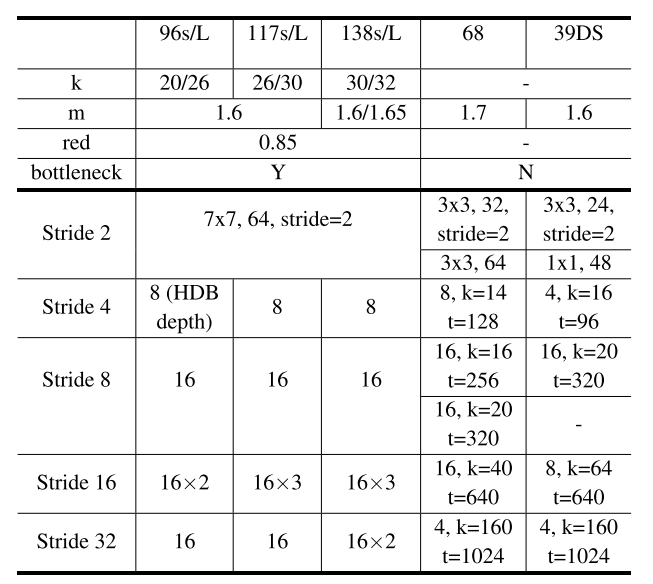 96s/L 117s/L 138s/L 68 39DS
k 20/26 26/30 30/32 -
m 1.6 1.6/1.65 1.7 1.6
red 0.85 -
bottleneck Y N
Stride 2 7x7, 64, stride=2 3x3, 32, stride=2 3x3, 24, stride=2
3x3, 64 1x1, 48
Stride 4 8 (HDB depth) 8 8 8, k=14 t=128 4, k=16 t=96
Stride 8 16 16 16 16, k=16 t=256 16, k=20 t=320
16, k=20 t=320 -
Stride 16 16×2 16×3 16×3 16, k=40 t=640 8, k=64 t=640
Stride 32 16 16 16×2 4, k=160 t=1024 4, k=160 t=1024